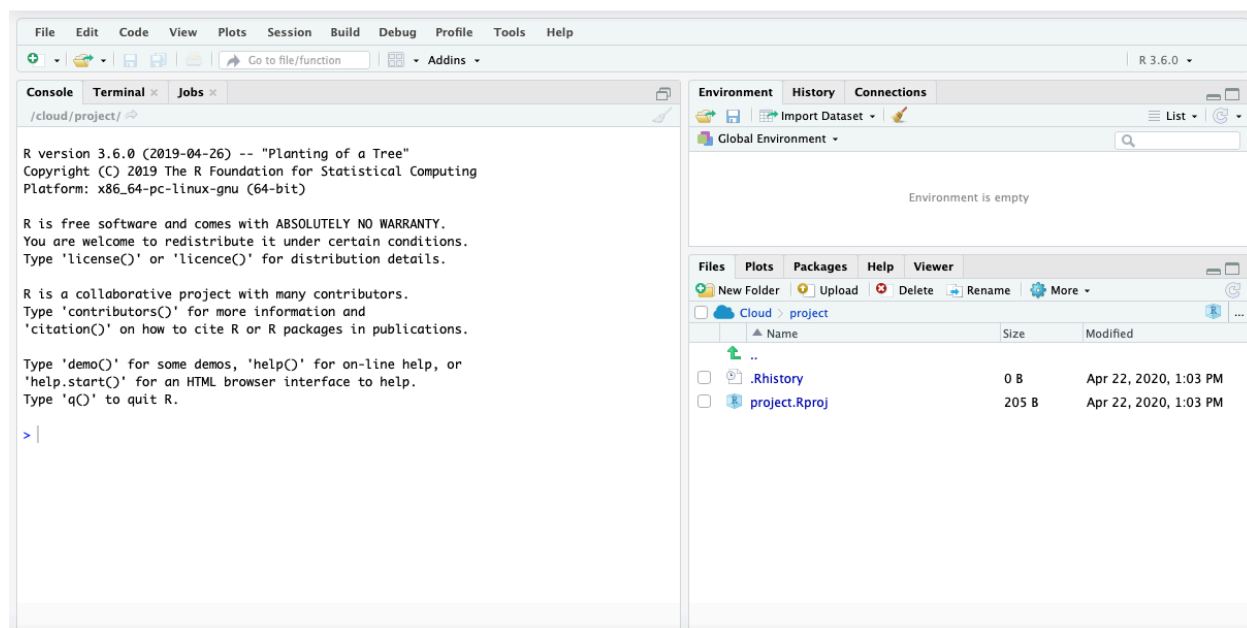 File Edit Code View Plots Session Build Debug Profile Tools Help
Go to file/function Addins R 3.6.0
Console Terminal × Jobs ×
/cloud/project/
R version 3.6.0 (2019-04-26) -- "Planting of a Tree"
Copyright (C) 2019 The R Foundation for Statistical Computing
Platform: x86_64-pc-linux-gnu (64-bit)
R is free software and comes with ABSOLUTELY NO WARRANTY.
You are welcome to redistribute it under certain conditions.
Type 'license()' or 'licence()' for distribution details.
R is a collaborative project with many contributors.
Type 'contributors()' for more information and
'citation()' on how to cite R or R packages in publications.
Type 'demo()' for some demos, 'help()' for on-line help, or
'help.start()' for an HTML browser interface to help.
Type 'q()' to quit R.
>
Environment History Connections
Import Dataset List
Global Environment
Environment is empty
Files Plots Packages Help Viewer
New Folder Upload Delete Rename More
Cloud > project R ...
Name Size Modified
..
.Rhistory 0 B Apr 22, 2020, 1:03 PM
R project.Rproj 205 B Apr 22, 2020, 1:03 PM